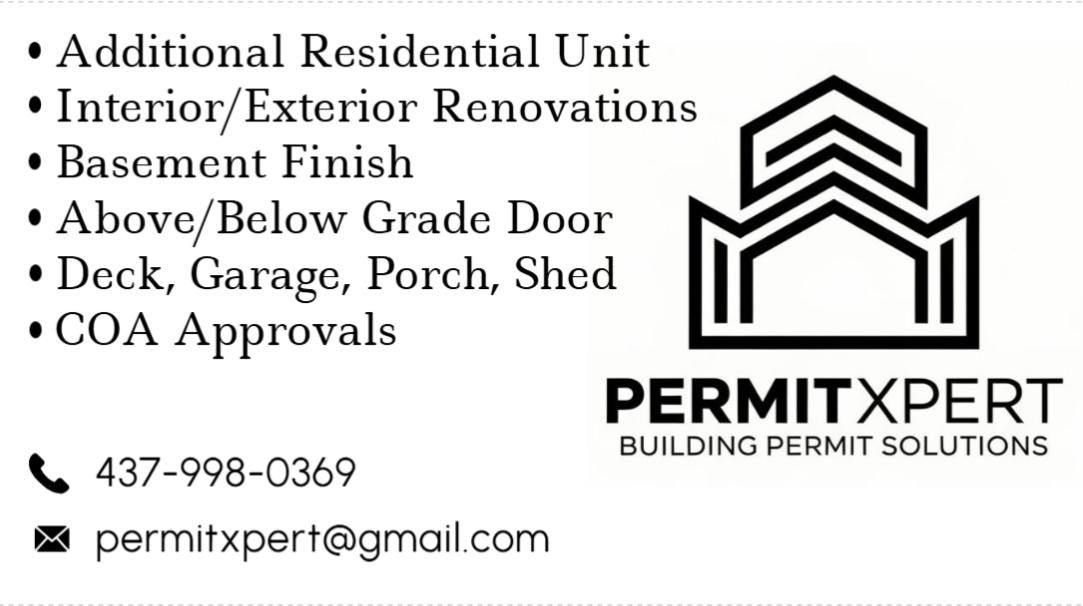 • Additional Residential Unit
• Interior/Exterior Renovations
• Basement Finish
• Above/Below Grade Door
• Deck, Garage, Porch, Shed
• COA Approvals
PERMITXPERT
BUILDING PERMIT SOLUTIONS
437-998-0369
permitxpert@gmail.com